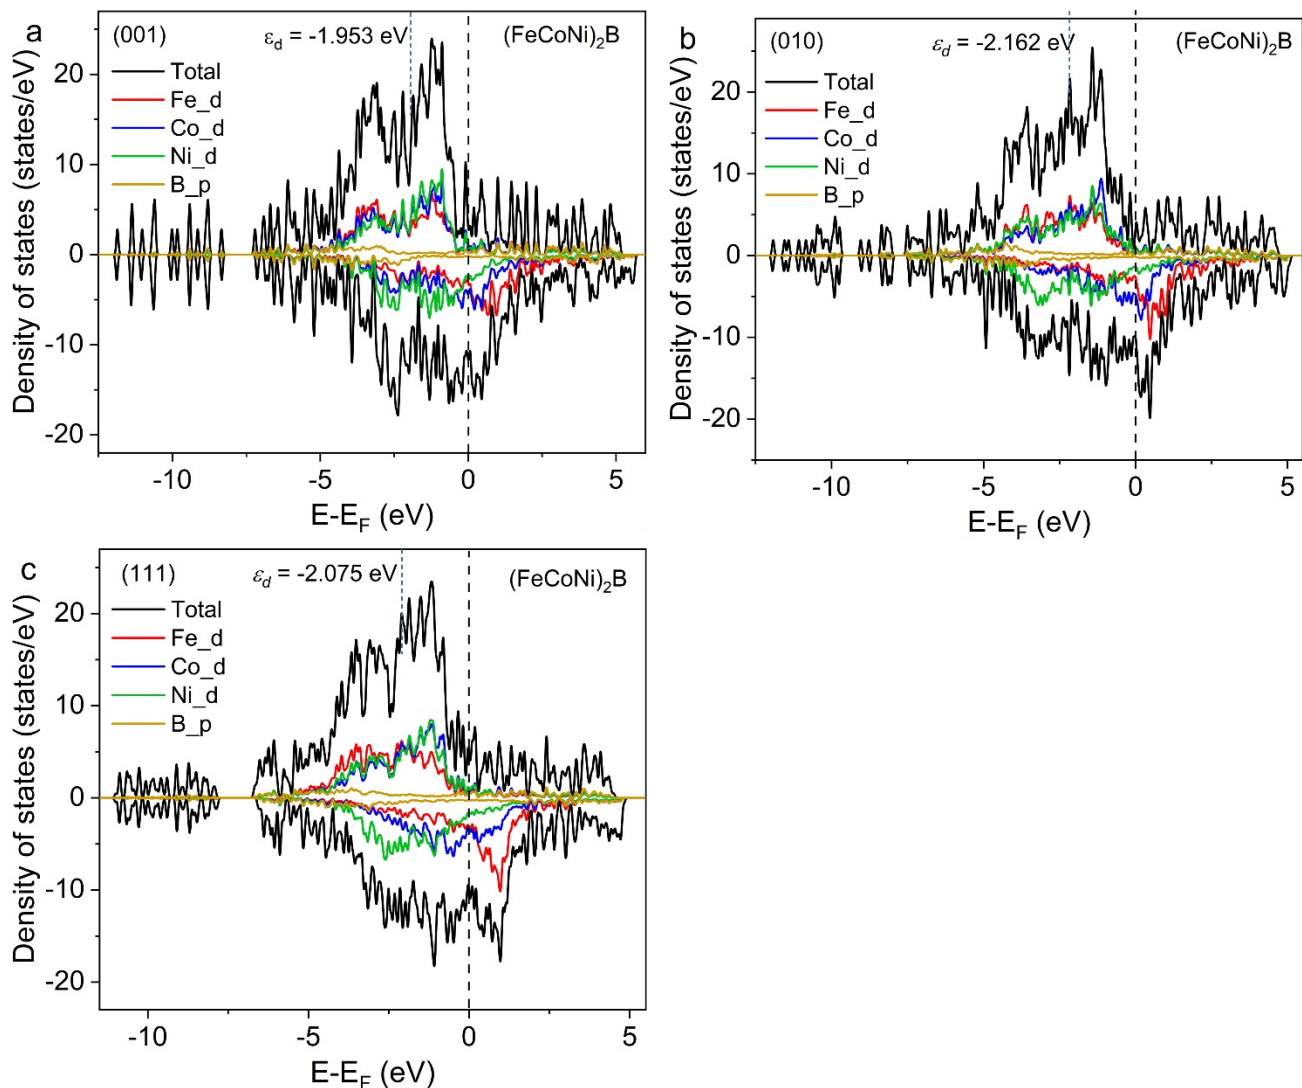 a
(001)
εd = -1.953 eV
(FeCoNi)2B
Total
Fe_d
Co_d
Ni_d
B_p
20
10
0
-10
-20
Density of states (states/eV)
-10
-5
0
5
E-EF (eV)
b
(010)
εd = -2.162 eV
(FeCoNi)2B
Total
Fe_d
Co_d
Ni_d
B_p
20
10
0
-10
-20
Density of states (states/eV)
-10
-5
0
5
E-EF (eV)
c
(111)
εd = -2.075 eV
(FeCoNi)2B
Total
Fe_d
Co_d
Ni_d
B_p
20
10
0
-10
-20
Density of states (states/eV)
-10
-5
0
5
E-EF (eV)